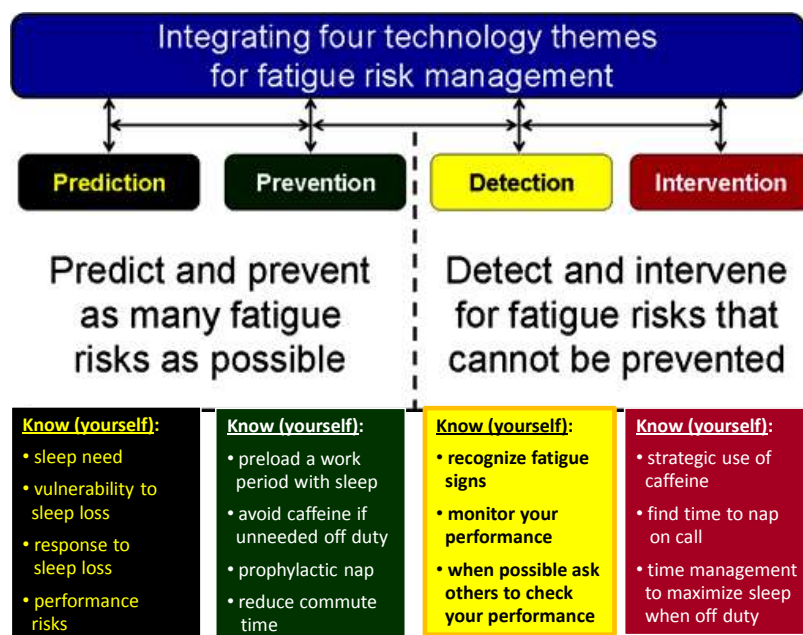 Integrating four technology themes
for fatigue risk management
Prediction
Prevention
Detection
Intervention
Predict and prevent
as many fatigue
risks as possible
Detect and intervene
for fatigue risks that
cannot be prevented
Know (yourself):
• sleep need
• vulnerability to
sleep loss
• response to
sleep loss
• performance
risks
Know (yourself):
• preload a work
period with sleep
• avoid caffeine if
unneeded off duty
• prophylactic nap
• reduce commute
time
Know (yourself):
• recognize fatigue
signs
• monitor your
performance
• when possible ask
others to check
your performance
Know (yourself):
• strategic use of
caffeine
• find time to nap
on call
• time management
to maximize sleep
when off duty